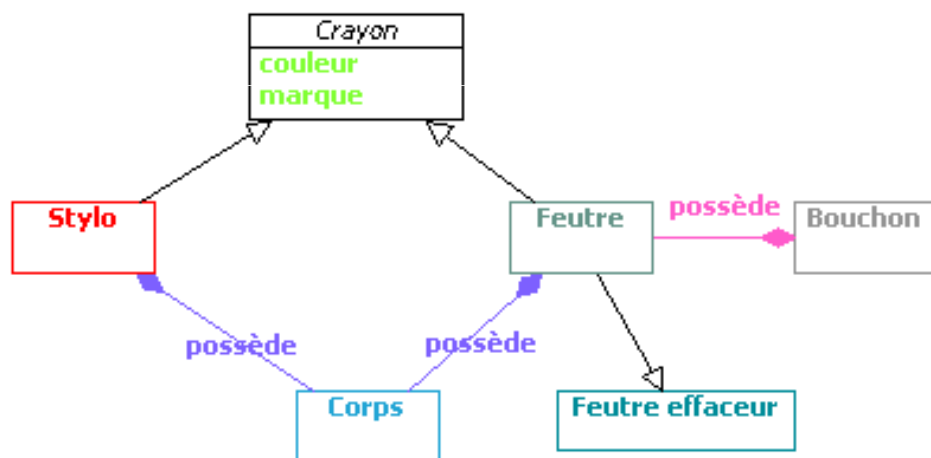 Crayon
couleur
marque
Stylo
Feutre
possède
Bouchon
possède
possède
Corps
Feutre effaceur